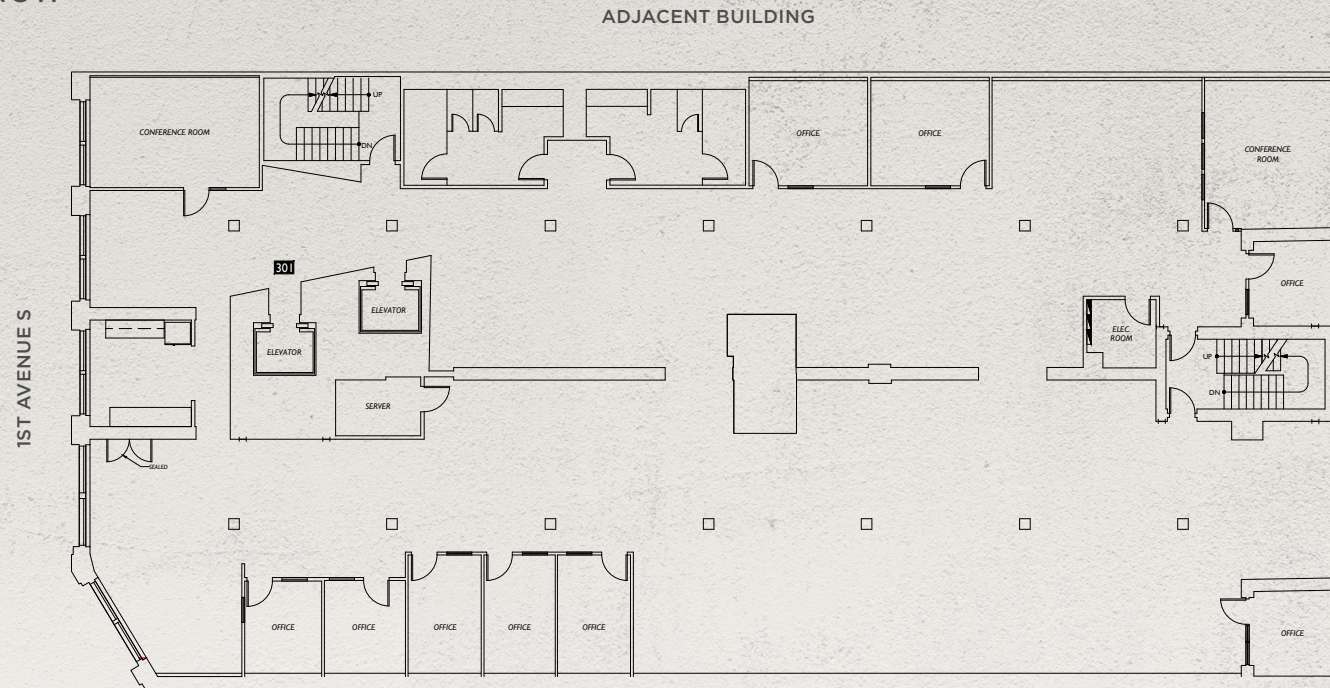 ADJACENT BUILDING
UP
CONFERENCE ROOM
OFFICE
OFFICE
DN
CONFERENCE
ROOM
301
OFFICE
ELEVATOR
ELEC.
ROOM
ELEVATOR
UP
1ST AVENUE S
DN
SERVER
SEALED
OFFICE
OFFICE
OFFICE
OFFICE
OFFICE
OFFICE